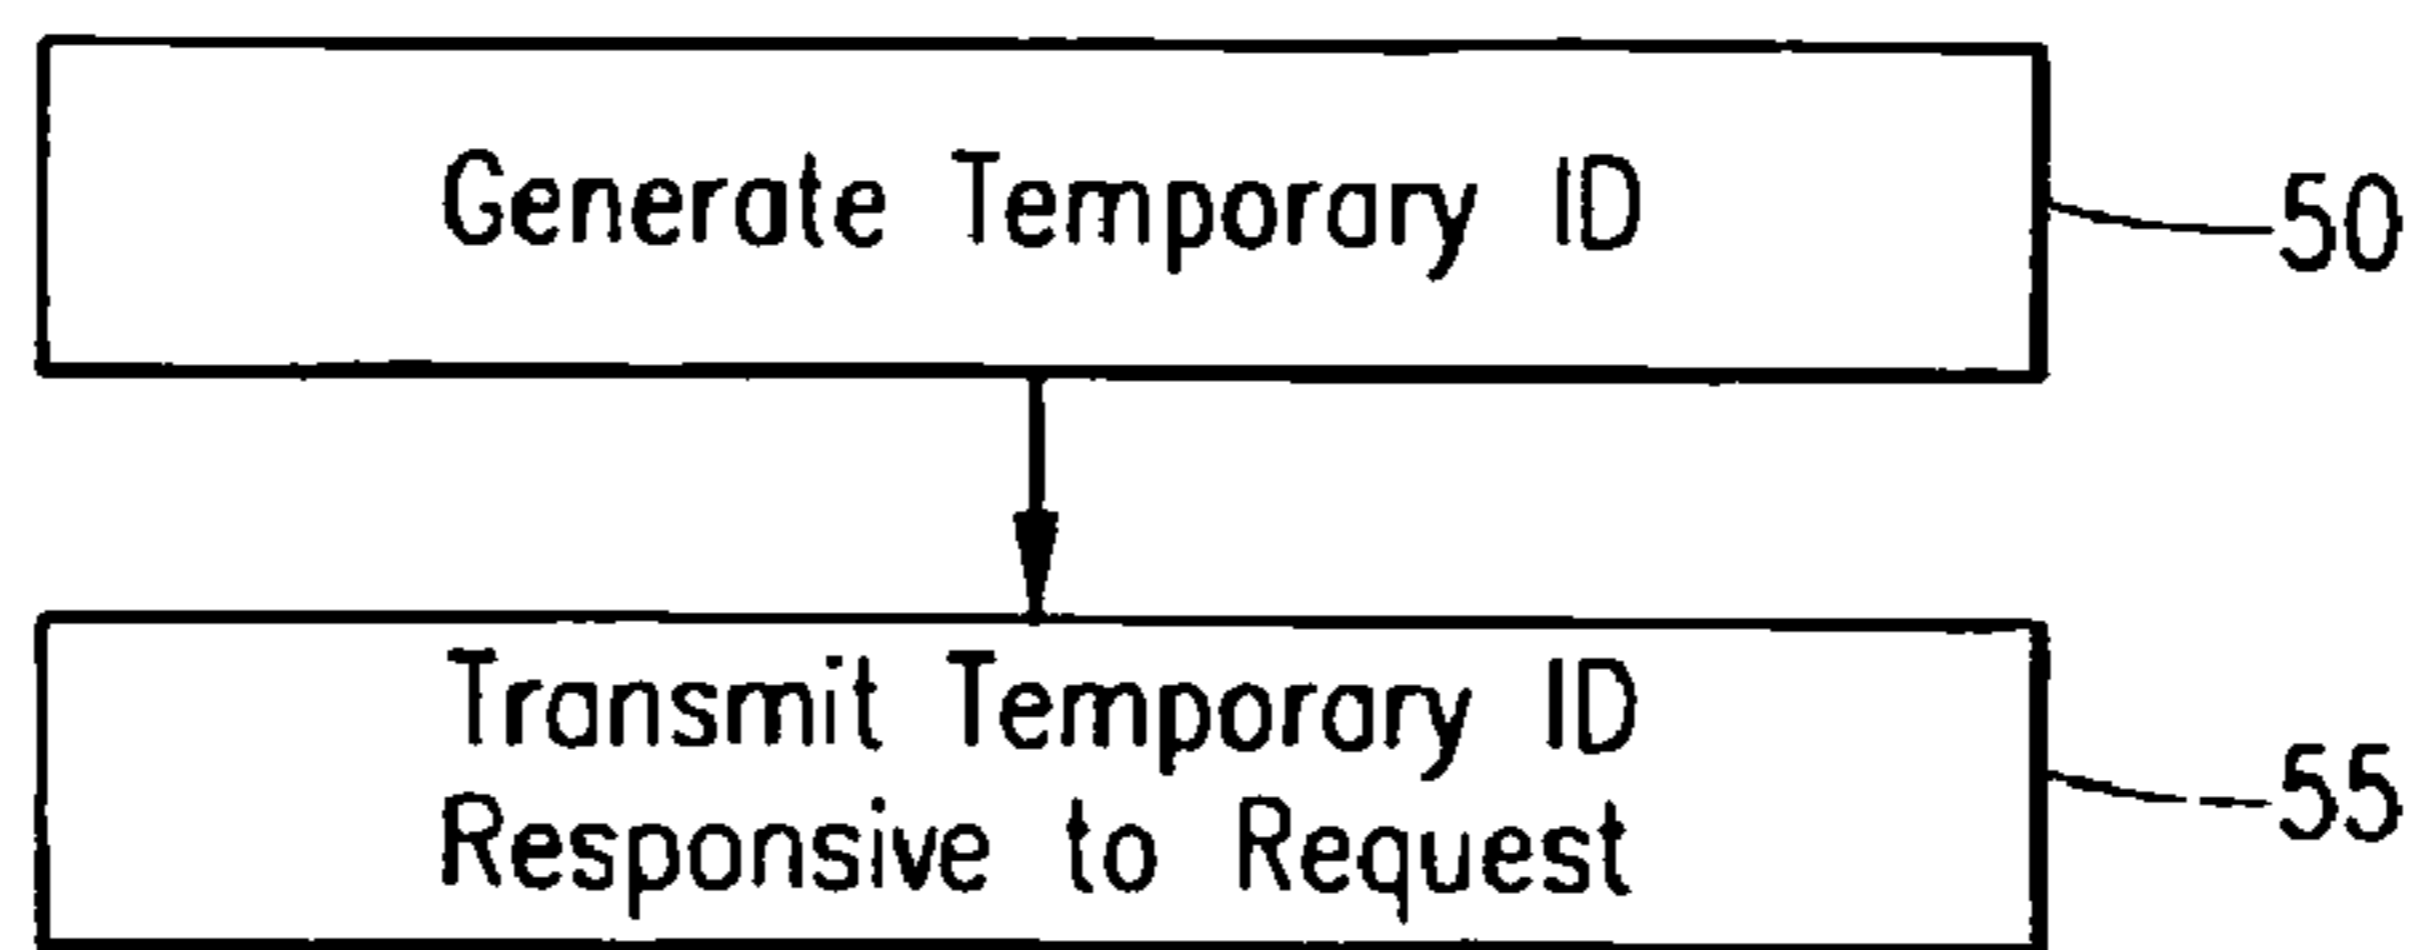 Generate Temporary ID
50
Transmit Temporary ID
Responsive to Request
55